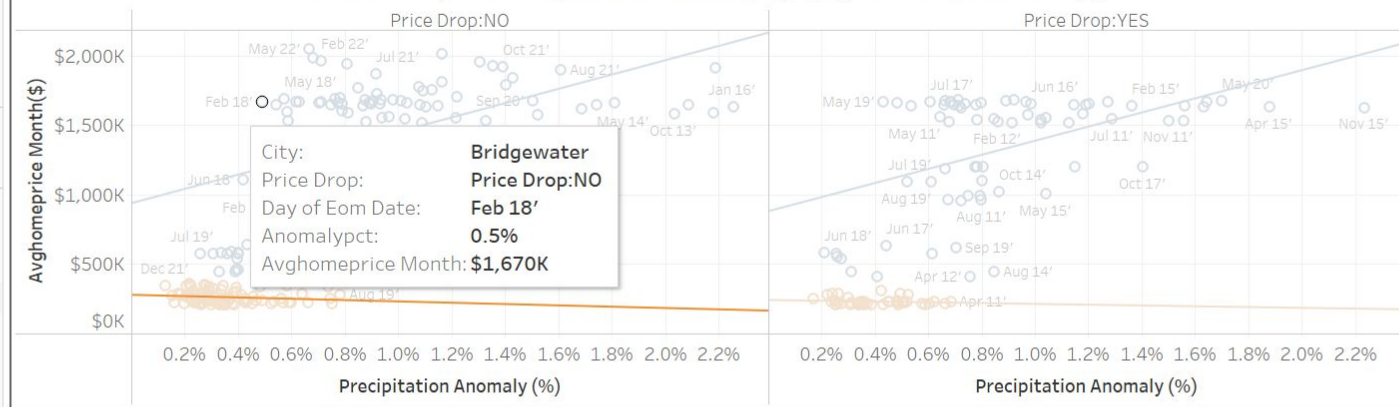 Price Drop:NO
Price Drop:YES
Avghomeprice Month($)
$2,000K
$1,500K
$1,000K
$500K
$0K
May 22'
Feb 22'
Jul 21'
Oct 21'
Aug 21'
May 18'
Feb 18'
Sep 20'
Jan 16'
May 14'
Oct 13'
Jun 18
Feb
Jul 19'
Dec 21'
Aug 19'
City: Bridgewater
Price Drop: Price Drop:NO
Day of Eom Date: Feb 18’
Anomalypct: 0.5%
Avghomeprice Month: $1,670K
May 19'
Jul 17'
Jun 16'
Feb 15'
May 20'
May 11'
Feb 12'
Jul 11'
Nov 11'
Apr 15'
Nov 15'
Jul 19'
Oct 14'
Oct 17'
Aug 19'
Aug 11'
May 15'
Jun 18'
Jun 17'
Sep 19'
Apr 12'
Aug 14'
Apr 11'
0.2% 0.4% 0.6% 0.8% 1.0% 1.2% 1.4% 1.6% 1.8% 2.0% 2.2%
0.2% 0.4% 0.6% 0.8% 1.0% 1.2% 1.4% 1.6% 1.8% 2.0% 2.2%
Precipitation Anomaly (%)
Precipitation Anomaly (%)